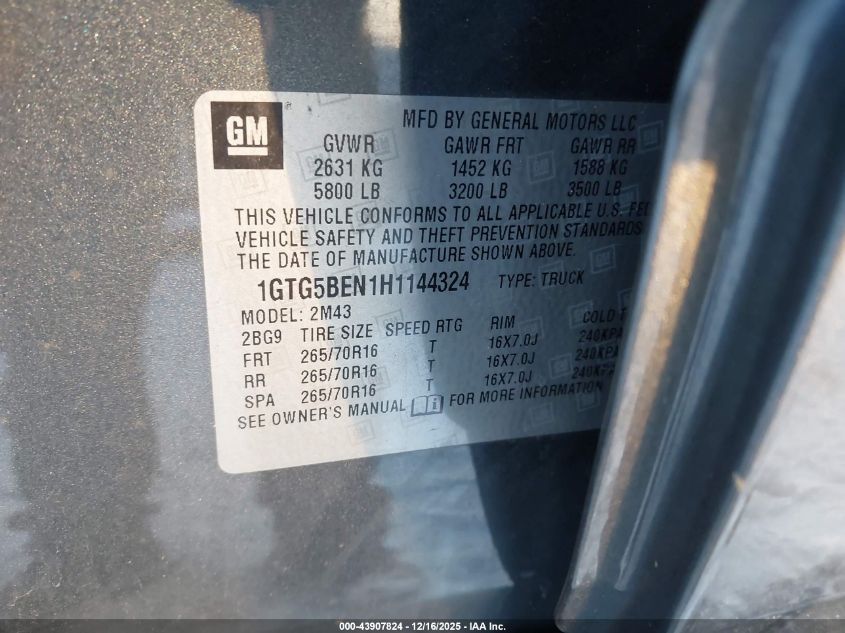 GM ®
MFD BY GENERAL MOTORS LLC
GVWR GAWR FRT GAWR RR
2631 KG 1452 KG 1588 KG
5800 LB 3200 LB 3500 LB
THIS VEHICLE CONFORMS TO ALL APPLICABLE U.S. FE
VEHICLE SAFETY AND THEFT PREVENTION STANDARDS
THE DATE OF MANUFACTURE SHOWN ABOVE.
1GTG5BEN1H1144324 TYPE: TRUCK
MODEL: 2M43
2BG9 TIRE SIZE SPEED RTG RIM COLD T
FRT 265/70R16 T 16X7.0J 240KPA
RR 265/70R16 T 16X7.0J 240KPA
SPA 265/70R16 T 16X7.0J 240KPA
SEE OWNER'S MANUAL FOR MORE INFORMATION
000-43907824 - 12/16/2025 - IAA Inc.